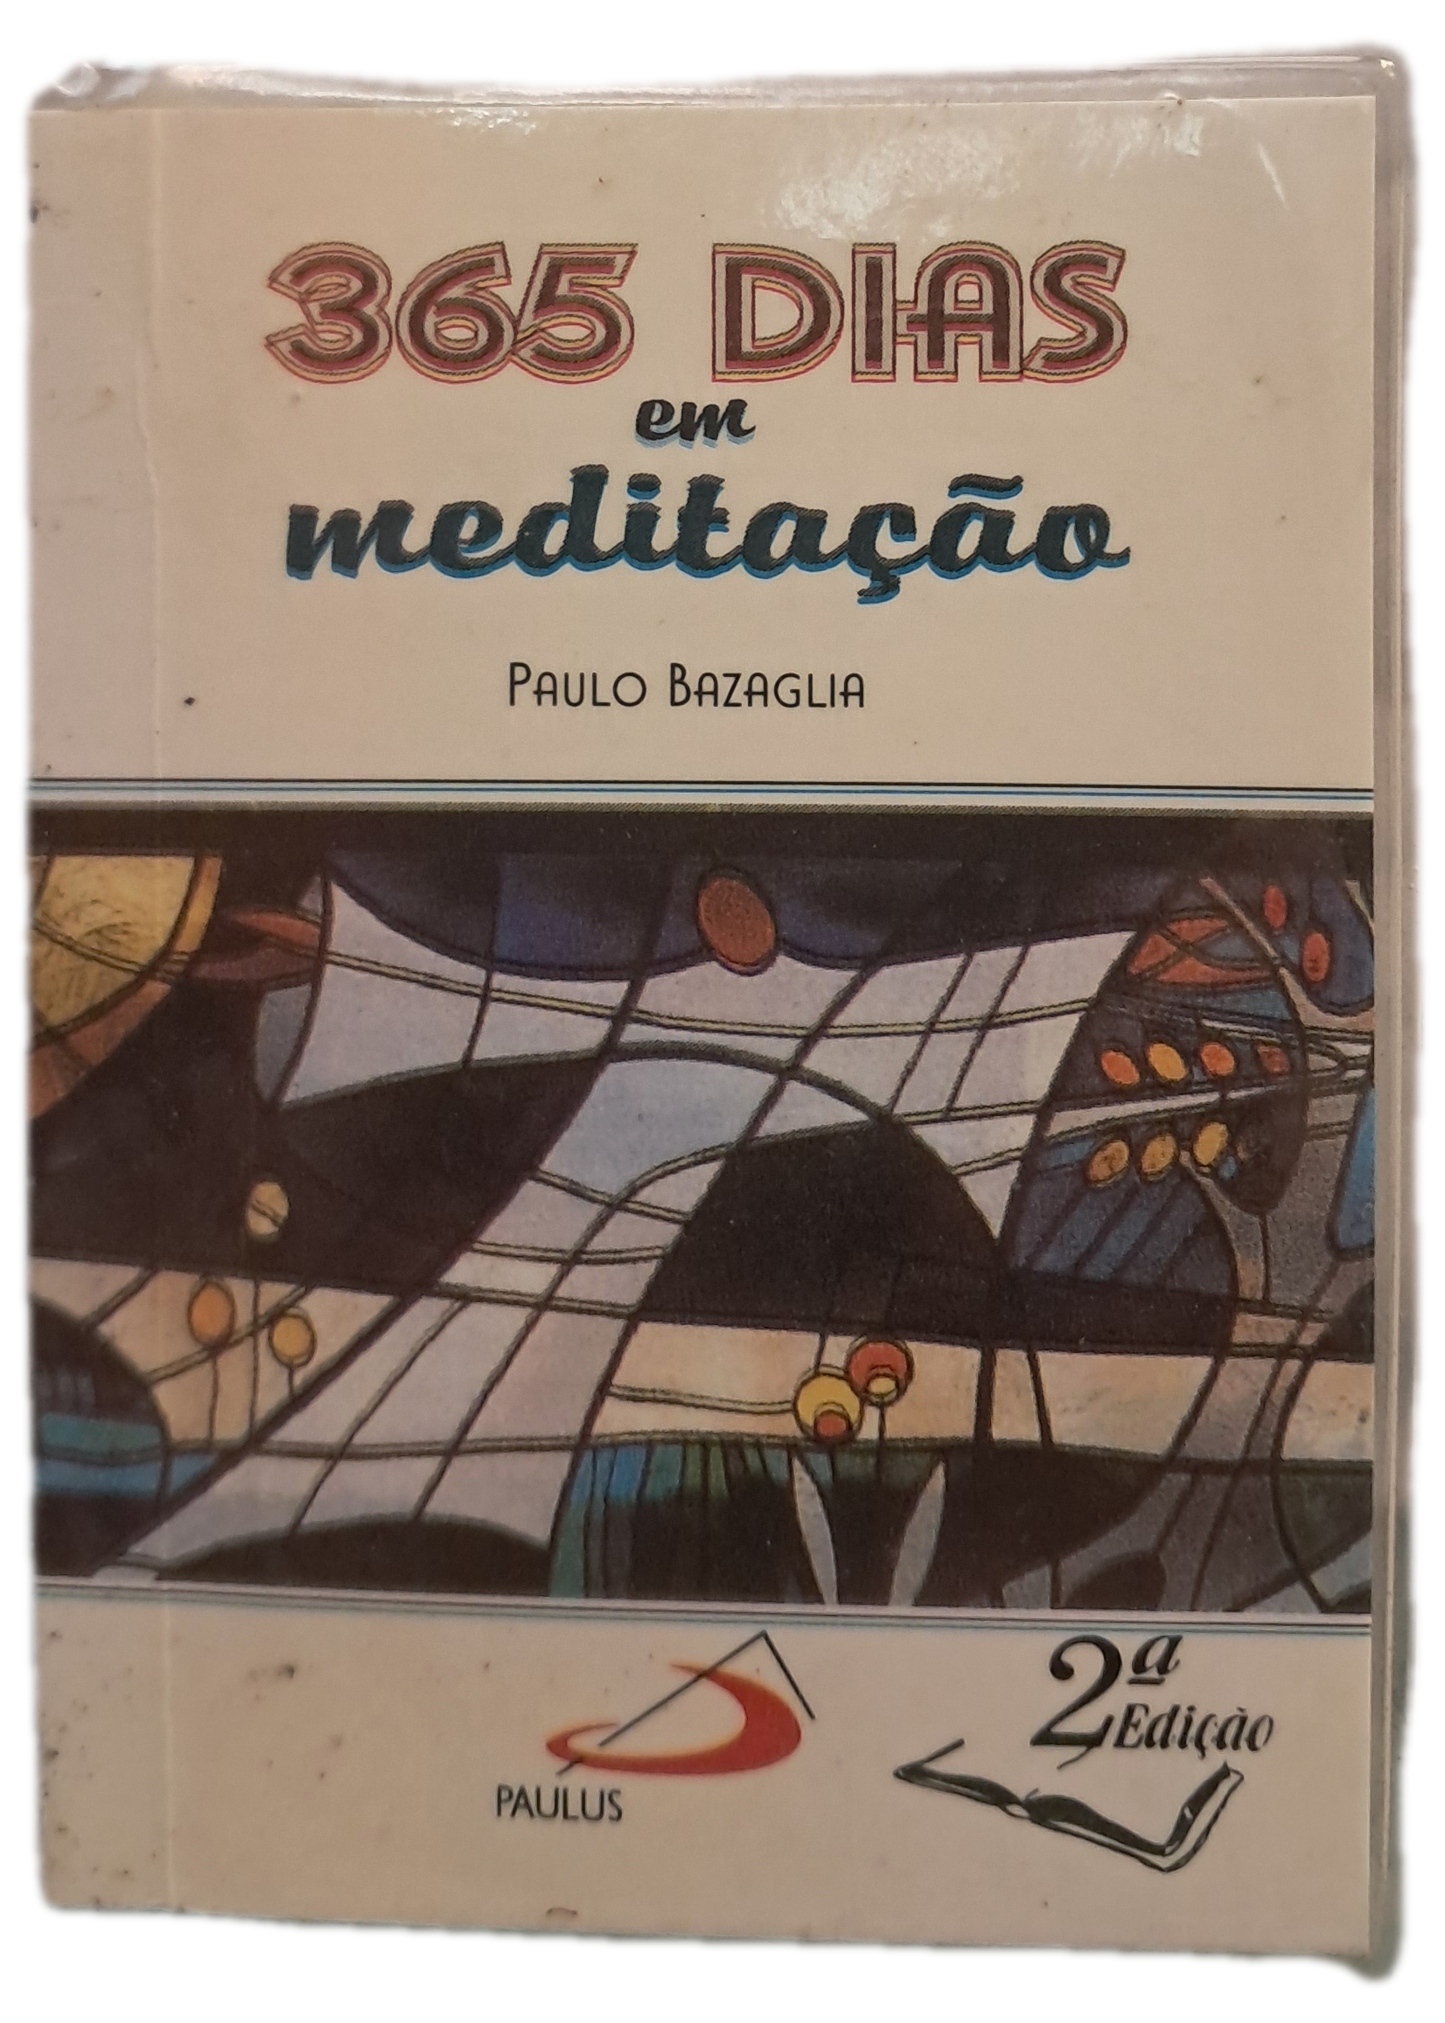 365 DIAS
em
meditação
PAULO BAZAGLIA
PAULUS
2ª Edição